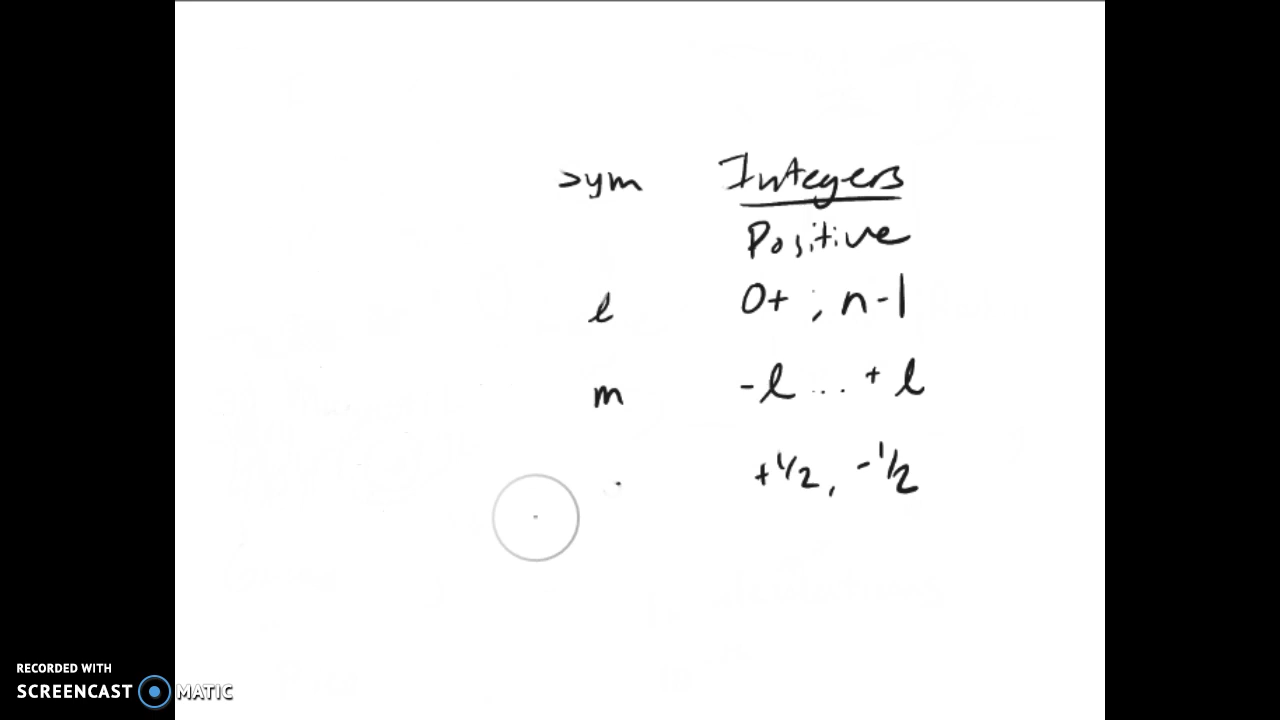 sym Integers
Positive
l 0+, n-1
m -l ... +l
+1/2, -1/2
RECORDED WITH
SCREENCAST MATIC